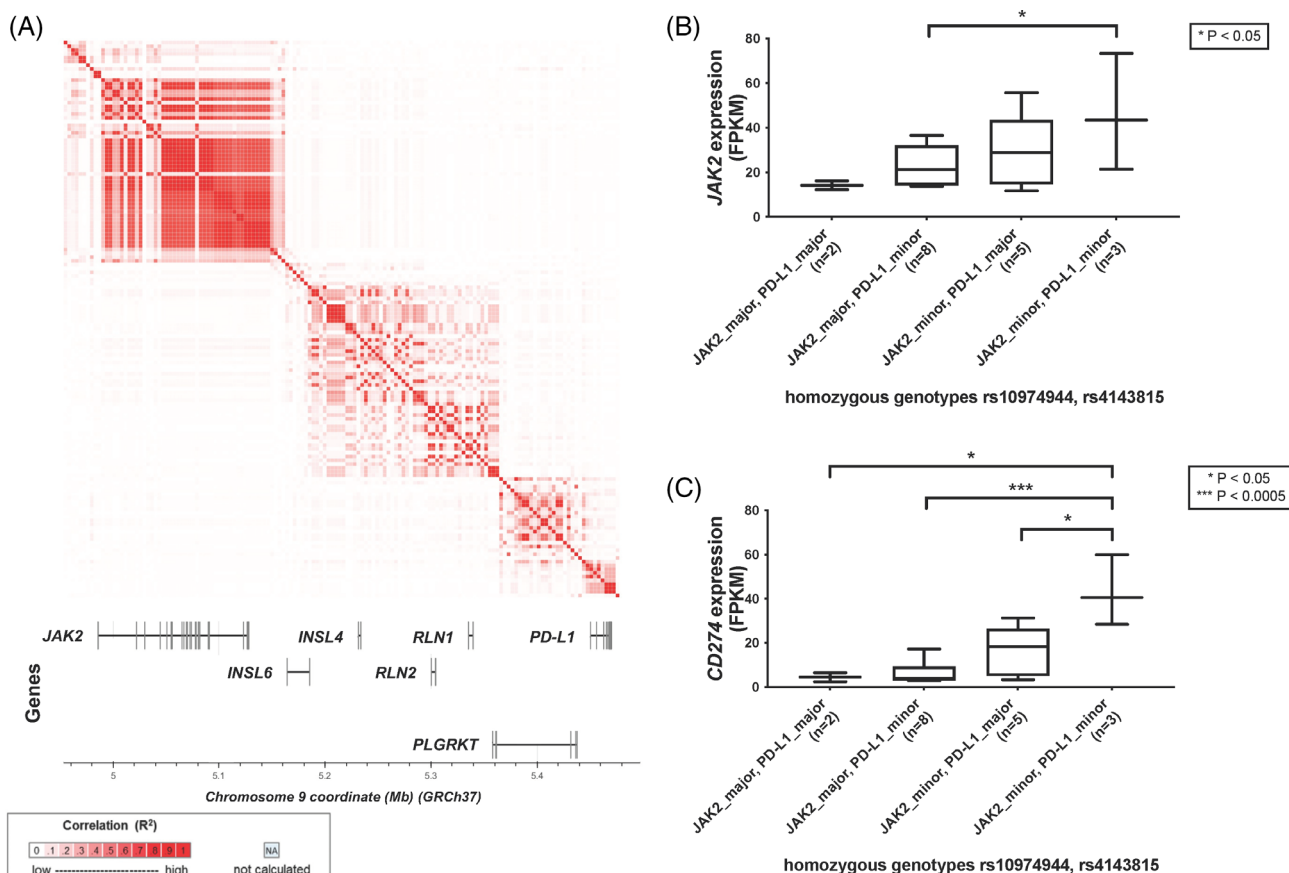 (A)
JAK2
INSL4
RLN1
PD-L1
INSL6
RLN2
PLGRKT
Genes
5
5.1
5.2
5.3
5.4
Chromosome 9 coordinate (Mb) (GRCh37)
Correlation (R²)
0 .1 .2 .3 .4 .5 .6 .7 .8 .9 1
low ------------------- high
NA
not calculated
(B)
* P < 0.05
*
JAK2 expression
(FPKM)
80
60
40
20
0
JAK2_major, PD-L1_major
(n=2)
JAK2_major, PD-L1_minor
(n=8)
JAK2_minor, PD-L1_major
(n=5)
JAK2_minor, PD-L1_minor
(n=3)
homozygous genotypes rs10974944, rs4143815
(C)
* P < 0.05
*** P < 0.0005
*
***
*
CD274 expression
(FPKM)
80
60
40
20
0
JAK2_major, PD-L1_major
(n=2)
JAK2_major, PD-L1_minor
(n=8)
JAK2_minor, PD-L1_major
(n=5)
JAK2_minor, PD-L1_minor
(n=3)
homozygous genotypes rs10974944, rs4143815